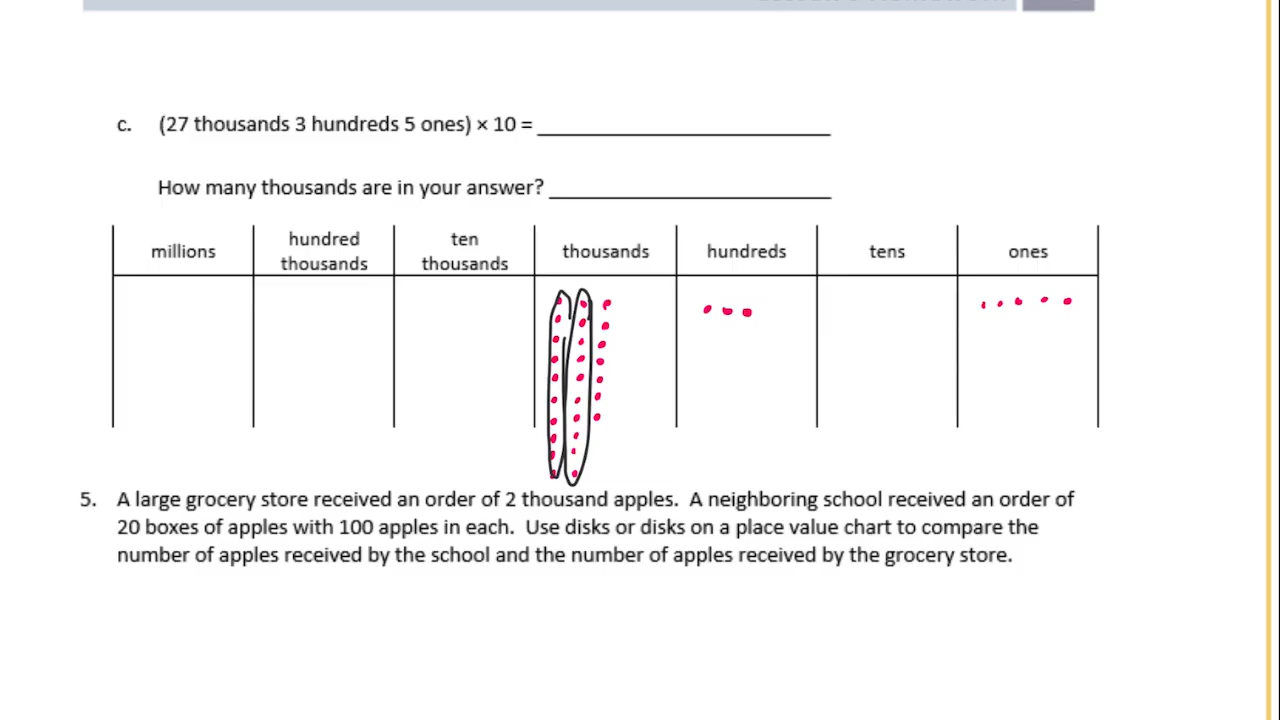 c. (27 thousands 3 hundreds 5 ones) × 10 = ____________________
How many thousands are in your answer? ____________________
millions hundred thousands ten thousands thousands hundreds tens ones
5. A large grocery store received an order of 2 thousand apples. A neighboring school received an order of
20 boxes of apples with 100 apples in each. Use disks or disks on a place value chart to compare the
number of apples received by the school and the number of apples received by the grocery store.